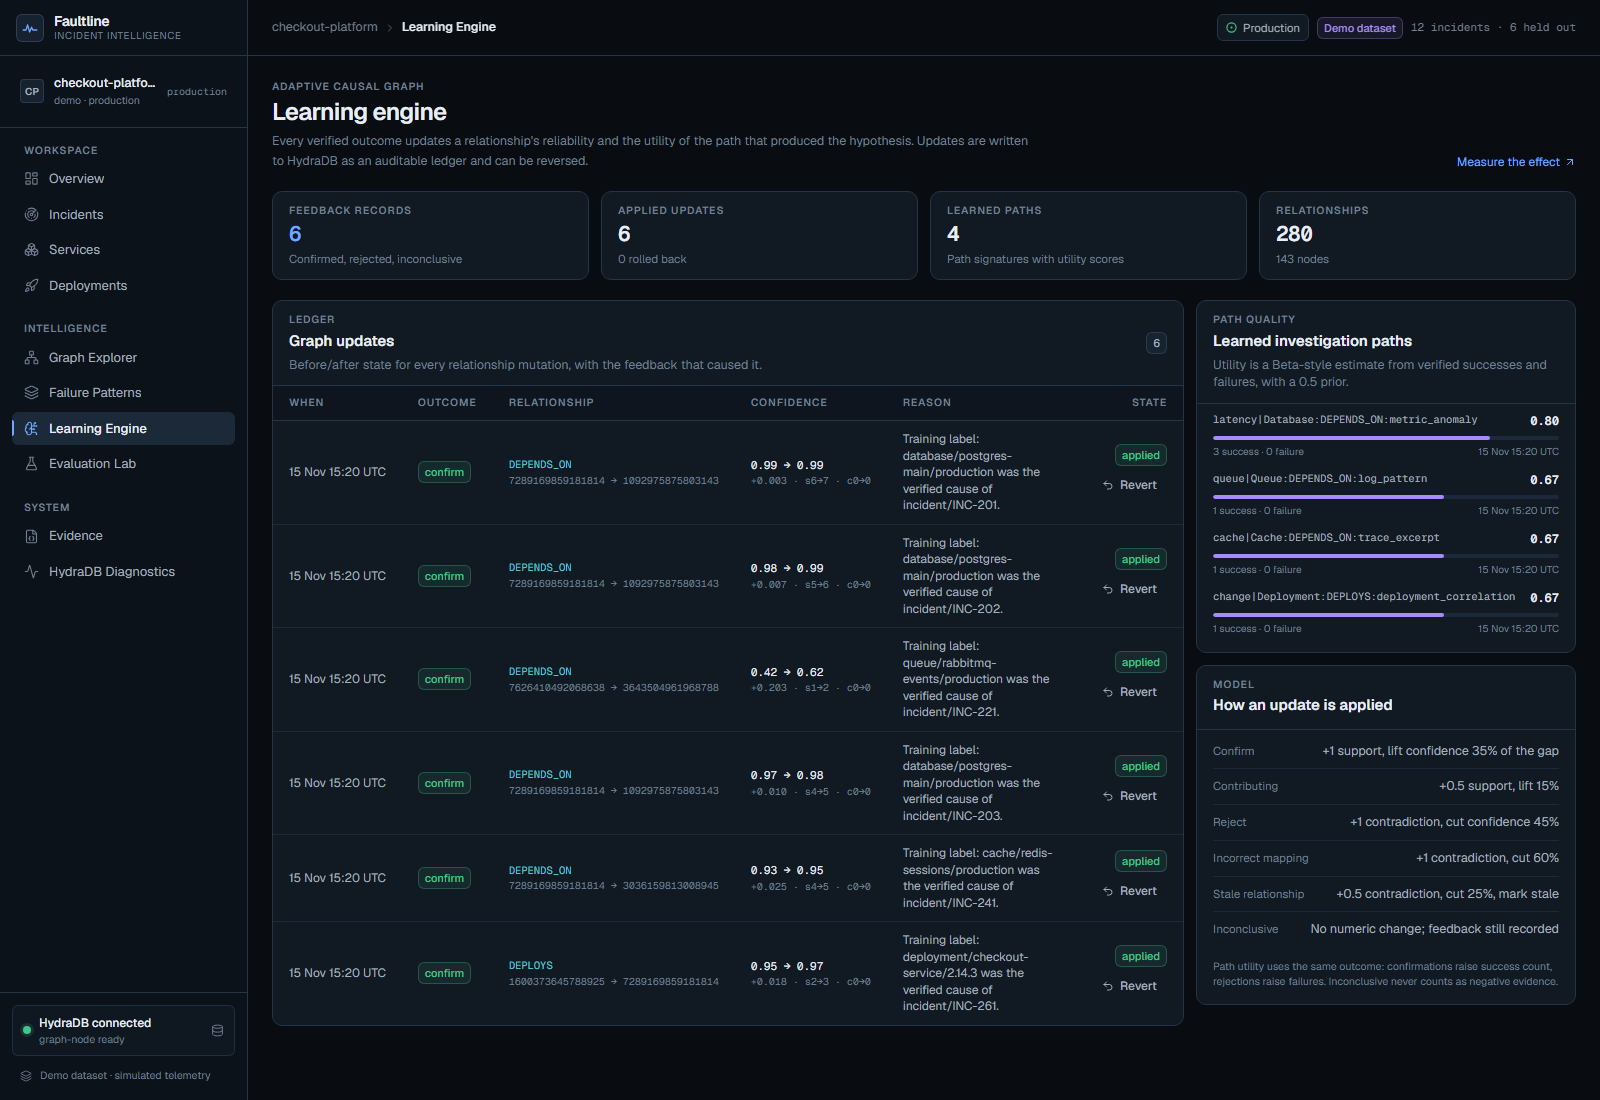 Faultline
INCIDENT INTELLIGENCE
CP
checkout-platfo...
demo · production
production
WORKSPACE
Overview
Incidents
Services
Deployments
INTELLIGENCE
Graph Explorer
Failure Patterns
Learning Engine
Evaluation Lab
SYSTEM
Evidence
HydraDB Diagnostics
HydraDB connected
graph-node ready
Demo dataset · simulated telemetry
checkout-platform › Learning Engine
Production
Demo dataset
12 incidents · 6 held out
ADAPTIVE CAUSAL GRAPH
Learning engine
Every verified outcome updates a relationship's reliability and the utility of the path that produced the hypothesis. Updates are written
to HydraDB as an auditable ledger and can be reversed.
Measure the effect ↗
FEEDBACK RECORDS
6
Confirmed, rejected, inconclusive
APPLIED UPDATES
6
0 rolled back
LEARNED PATHS
4
Path signatures with utility scores
RELATIONSHIPS
280
143 nodes
LEDGER
Graph updates
Before/after state for every relationship mutation, with the feedback that caused it.
6
WHEN OUTCOME RELATIONSHIP CONFIDENCE REASON STATE
15 Nov 15:20 UTC
confirm
DEPENDS_ON
7289169859181814 → 1092975875803143
0.99 → 0.99
+0.003 · s6→7 · c0→0
Training label:
database/postgres-
main/production was the
verified cause of
incident/INC-201.
applied
Revert
15 Nov 15:20 UTC
confirm
DEPENDS_ON
7289169859181814 → 1092975875803143
0.98 → 0.99
+0.007 · s5→6 · c0→0
Training label:
database/postgres-
main/production was the
verified cause of
incident/INC-202.
applied
Revert
15 Nov 15:20 UTC
confirm
DEPENDS_ON
7626410492068638 → 3643504961968788
0.42 → 0.62
+0.203 · s1→2 · c0→0
Training label:
queue/rabbitmq-
events/production was the
verified cause of
incident/INC-221.
applied
Revert
15 Nov 15:20 UTC
confirm
DEPENDS_ON
7289169859181814 → 1092975875803143
0.97 → 0.98
+0.010 · s4→5 · c0→0
Training label:
database/postgres-
main/production was the
verified cause of
incident/INC-203.
applied
Revert
15 Nov 15:20 UTC
confirm
DEPENDS_ON
7289169859181814 → 3036159813008945
0.93 → 0.95
+0.025 · s4→5 · c0→0
Training label: cache/redis-
sessions/production was
the verified cause of
incident/INC-241.
applied
Revert
15 Nov 15:20 UTC
confirm
DEPLOYS
1600373645788925 → 7289169859181814
0.95 → 0.97
+0.018 · s2→3 · c0→0
Training label:
deployment/checkout-
service/2.14.3 was the
verified cause of
incident/INC-261.
applied
Revert
PATH QUALITY
Learned investigation paths
Utility is a Beta-style estimate from verified successes and
failures, with a 0.5 prior.
latency|Database:DEPENDS_ON:metric_anomaly 0.80
3 success · 0 failure 15 Nov 15:20 UTC
queue|Queue:DEPENDS_ON:log_pattern 0.67
1 success · 0 failure 15 Nov 15:20 UTC
cache|Cache:DEPENDS_ON:trace_excerpt 0.67
1 success · 0 failure 15 Nov 15:20 UTC
change|Deployment:DEPLOYS:deployment_correlation 0.67
1 success · 0 failure 15 Nov 15:20 UTC
MODEL
How an update is applied
Confirm +1 support, lift confidence 35% of the gap
Contributing +0.5 support, lift 15%
Reject +1 contradiction, cut confidence 45%
Incorrect mapping +1 contradiction, cut 60%
Stale relationship +0.5 contradiction, cut 25%, mark stale
Inconclusive No numeric change; feedback still recorded
Path utility uses the same outcome: confirmations raise success count,
rejections raise failures. Inconclusive never counts as negative evidence.